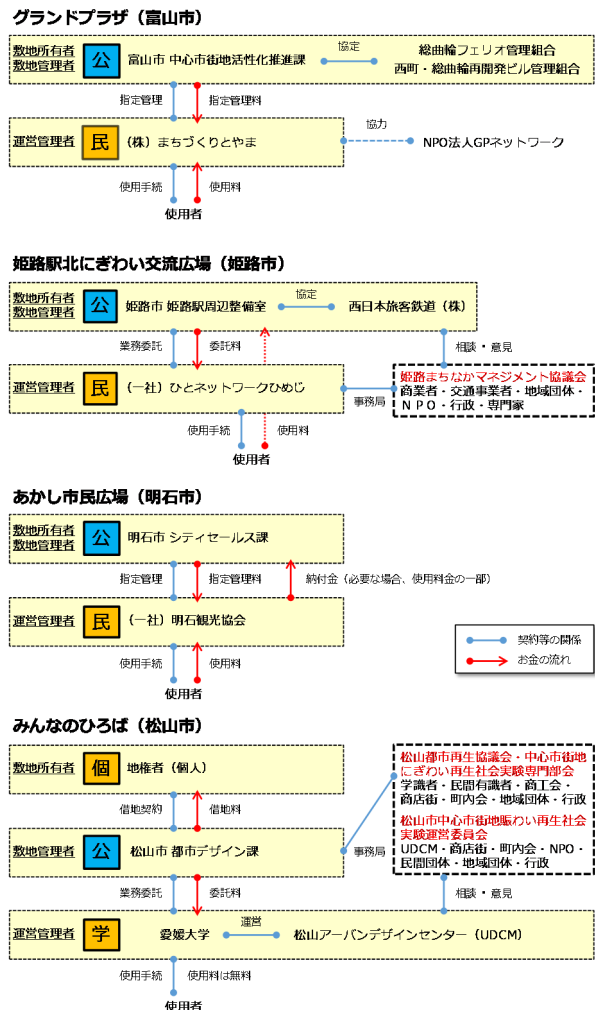 グランドプラザ（富山市）
敷地所有者
敷地管理者
公
富山市 中心市街地活性化推進課
協定
総曲輪フェリオ管理組合
西町・総曲輪再開発ビル管理組合
指定管理
指定管理料
運営管理者
民
（株）まちづくりとやま
協力
NPO法人GPネットワーク
使用手続
使用料
使用者
姫路駅北にぎわい交流広場（姫路市）
敷地所有者
敷地管理者
公
姫路市 姫路駅周辺整備室
協定
西日本旅客鉄道（株）
業務委託
委託料
相談・意見
運営管理者
民
（一社）ひとネットワークひめじ
事務局
姫路まちなかマネジメント協議会
商業者・交通事業者・地域団体・
ＮＰＯ・行政・専門家
使用手続
使用料
使用者
あかし市民広場（明石市）
敷地所有者
敷地管理者
公
明石市 シティセールス課
指定管理
指定管理料
納付金（必要な場合、使用料金の一部）
運営管理者
民
（一社）明石観光協会
使用手続
使用料
使用者
契約等の関係
お金の流れ
みんなのひろば（松山市）
敷地所有者
個
地権者（個人）
借地契約
借地料
敷地管理者
公
松山市 都市デザイン課
事務局
松山都市再生協議会・中心市街地
にぎわい再生社会実験専門部会
学識者・民間有識者・商工会・
商店街・町内会・地域団体・行政
松山市中心市街地賑わい再生社会
実験運営委員会
UDCM・商店街・町内会・NPO・
民間団体・地域団体・行政
業務委託
委託料
相談・意見
運営管理者
学
愛媛大学
運営
松山アーバンデザインセンター（UDCM）
使用手続
使用料は無料
使用者